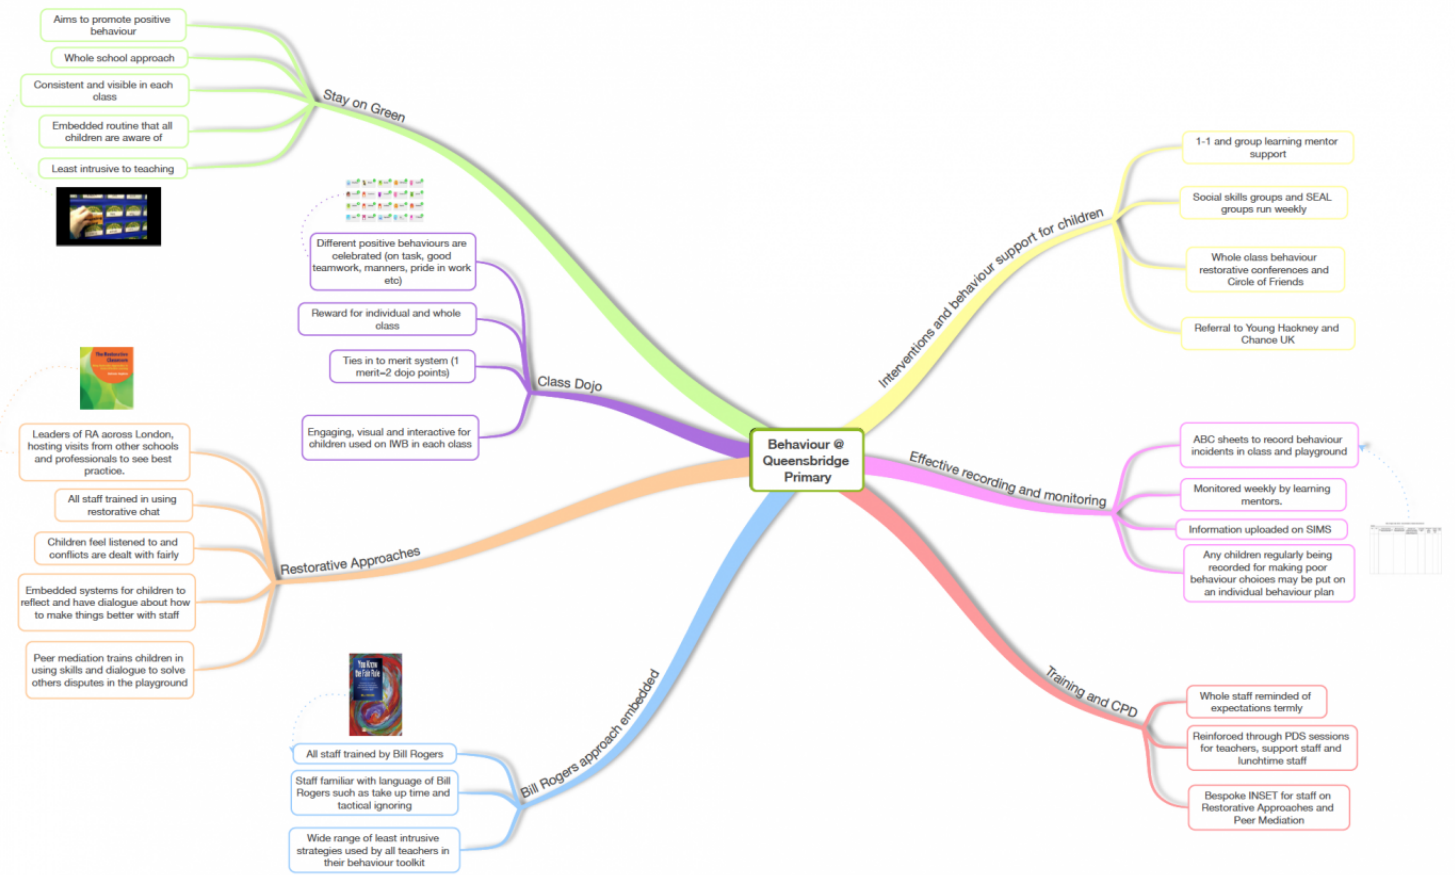 Aims to promote positive
behaviour
Whole school approach
Consistent and visible in each
class
Embedded routine that all
children are aware of
Least intrusive to teaching
Stay on Green
Different positive behaviours are
celebrated (on task, good
teamwork, manners, pride in work
etc)
Reward for individual and whole
class
Ties in to merit system (1
merit=2 dojo points)
Engaging, visual and interactive for
children used on IWB in each class
Class Dojo
The Restorative
Classroom
Leaders of RA across London,
hosting visits from other schools
and professionals to see best
practice.
All staff trained in using
restorative chat
Children feel listened to and
conflicts are dealt with fairly
Embedded systems for children to
reflect and have dialogue about how
to make things better with staff
Peer mediation trains children in
using skills and dialogue to solve
others disputes in the playground
Restorative Approaches
You Know
the Fair Rule
All staff trained by Bill Rogers
Staff familiar with language of Bill
Rogers such as take up time and
tactical ignoring
Wide range of least intrusive
strategies used by all teachers in
their behaviour toolkit
Bill Rogers approach embedded
Behaviour @
Queensbridge
Primary
Interventions and behaviour support for children
1-1 and group learning mentor
support
Social skills groups and SEAL
groups run weekly
Whole class behaviour
restorative conferences and
Circle of Friends
Referral to Young Hackney and
Chance UK
Effective recording and monitoring
ABC sheets to record behaviour
incidents in class and playground
Monitored weekly by learning
mentors.
Information uploaded on SIMS
Any children regularly being
recorded for making poor
behaviour choices may be put on
an individual behaviour plan
Training and CPD
Whole staff reminded of
expectations termly
Reinforced through PDS sessions
for teachers, support staff and
lunchtime staff
Bespoke INSET for staff on
Restorative Approaches and
Peer Mediation